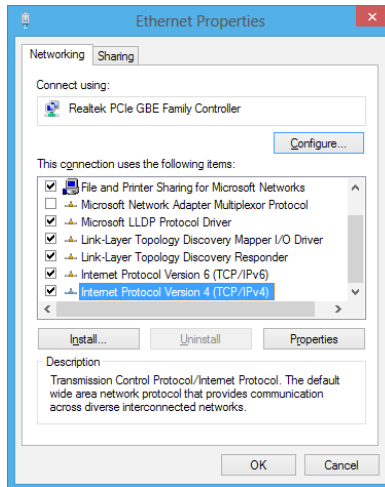 Ethernet Properties
Networking
Sharing
Connect using:
Realtek PCIe GBE Family Controller
Configure...
This connection uses the following items:
File and Printer Sharing for Microsoft Networks
Microsoft Network Adapter Multiplexor Protocol
Microsoft LLDP Protocol Driver
Link-Layer Topology Discovery Mapper I/O Driver
Link-Layer Topology Discovery Responder
Internet Protocol Version 6 (TCP/IPv6)
Internet Protocol Version 4 (TCP/IPv4)
Install...
Uninstall
Properties
Description
Transmission Control Protocol/Internet Protocol. The default
wide area network protocol that provides communication
across diverse interconnected networks.
OK
Cancel